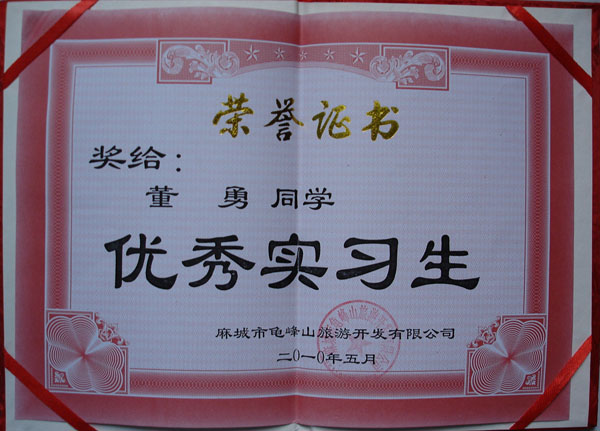 荣誉证书
奖给：
董 勇 同学
优秀实习生
麻城市龟峰山旅游开发有限公司
二〇一〇年五月